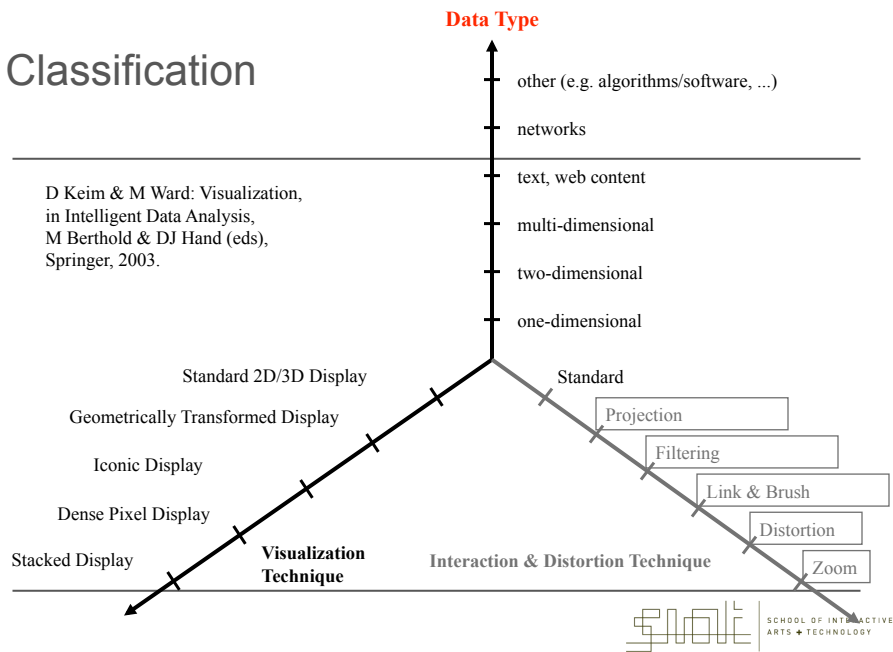 Data Type
Classification
other (e.g. algorithms/software, ...)
networks
D Keim & M Ward: Visualization,
in Intelligent Data Analysis,
M Berthold & DJ Hand (eds),
Springer, 2003.
text, web content
multi-dimensional
two-dimensional
one-dimensional
Standard 2D/3D Display
Geometrically Transformed Display
Iconic Display
Dense Pixel Display
Stacked Display
Visualization
Technique
Standard
Projection
Filtering
Link & Brush
Distortion
Zoom
Interaction & Distortion Technique
SCHOOL OF INTERACTIVE
ARTS + TECHNOLOGY